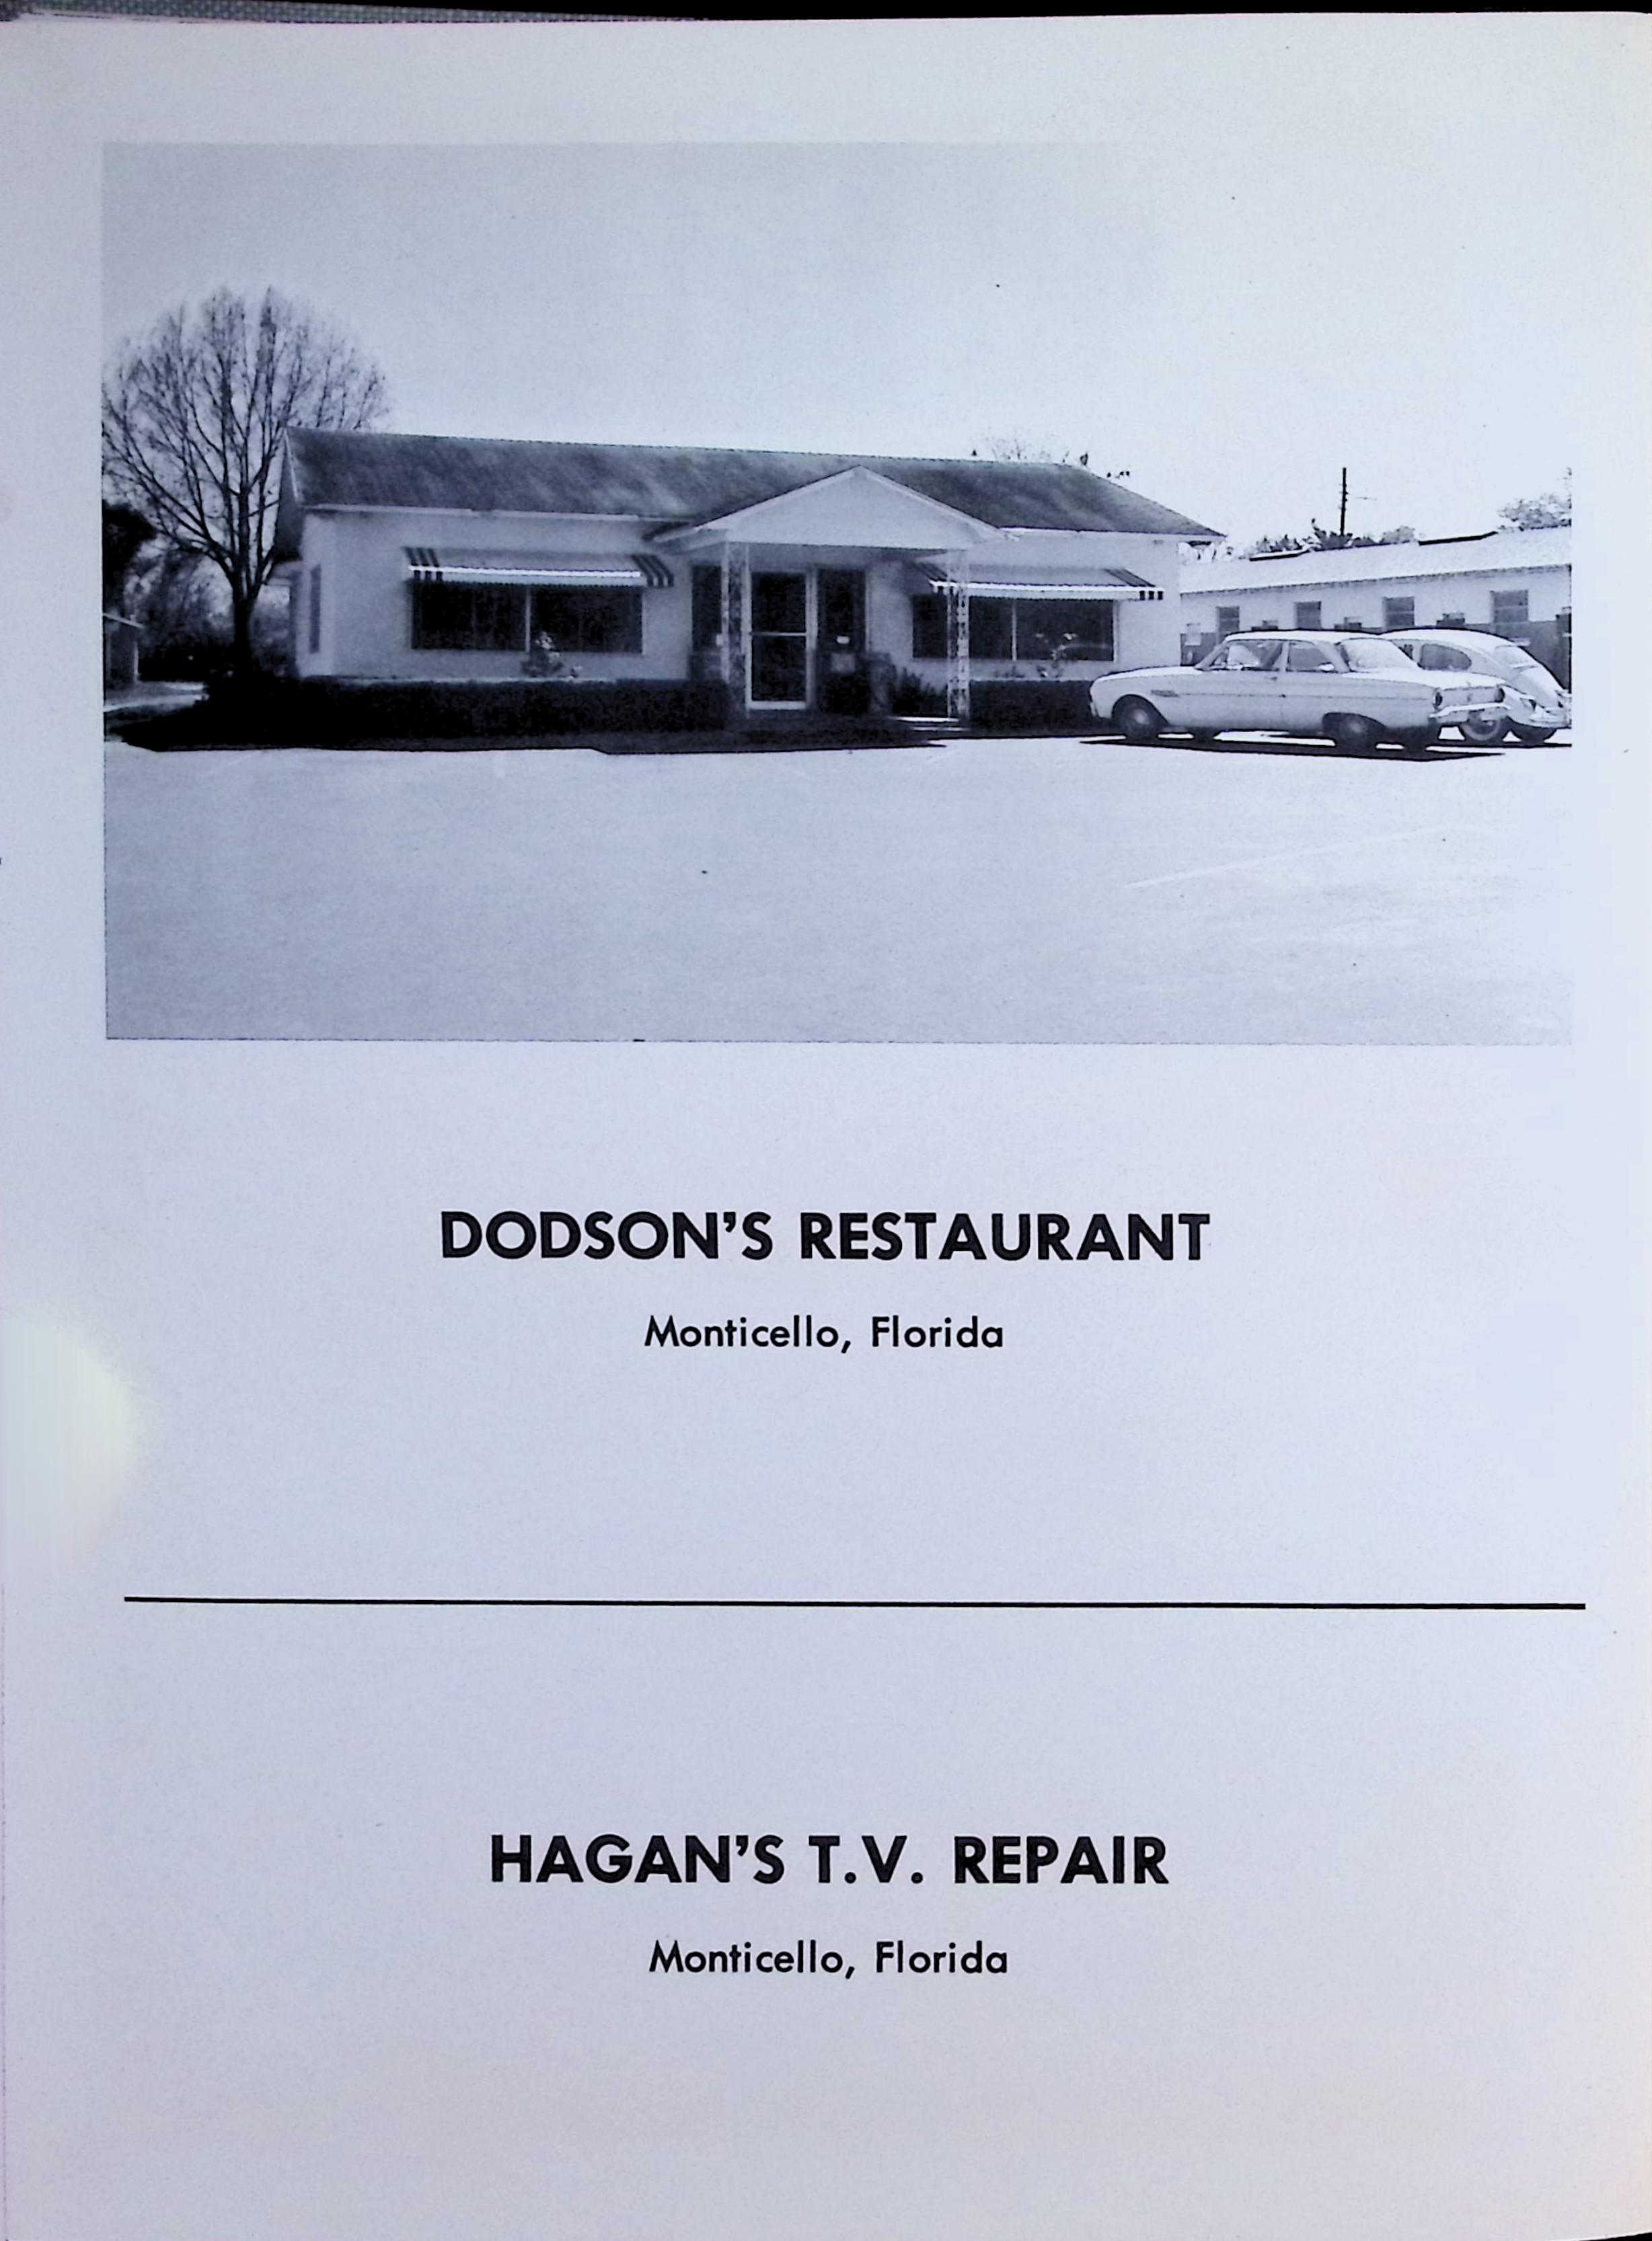 DODSON'S RESTAURANT
Monticello, Florida
HAGAN'S T.V. REPAIR
Monticello, Florida